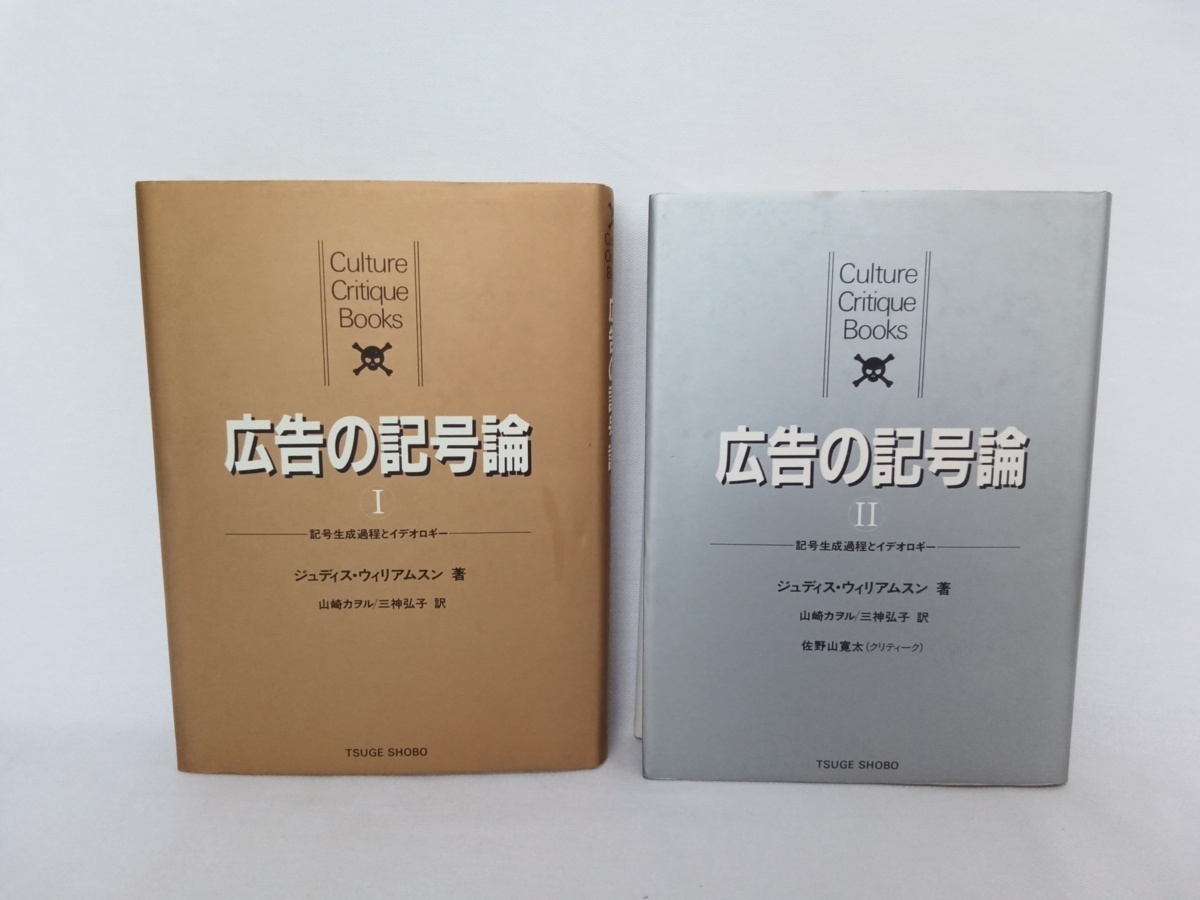 Culture
Critique
Books
広告の記号論
I
記号生成過程とイデオロギー
ジュディス・ウィリアムスン 著
山崎カヲル/三神弘子 訳
TSUGE SHOBO
Culture
Critique
Books
広告の記号論
II
記号生成過程とイデオロギー
ジュディス・ウィリアムスン 著
山崎カヲル/三神弘子 訳
佐野山寛太(クリティーク)
TSUGE SHOBO